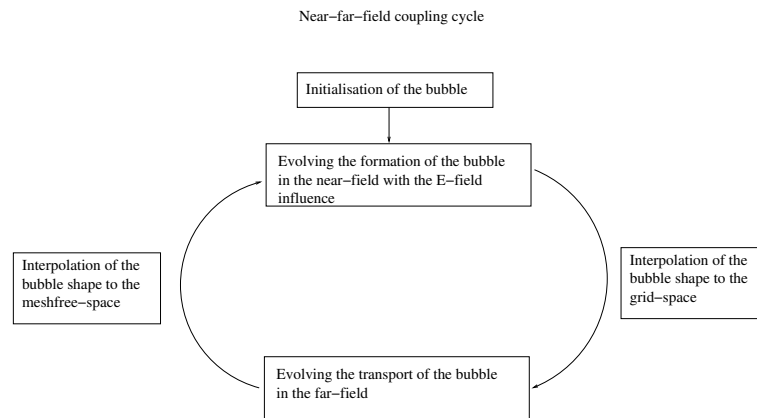 Near-far-field coupling cycle
Initialisation of the bubble
Evolving the formation of the bubble
in the near-field with the E-field
influence
Interpolation of the
bubble shape to the
meshfree-space
Interpolation of the
bubble shape to the
grid-space
Evolving the transport of the bubble
in the far-field